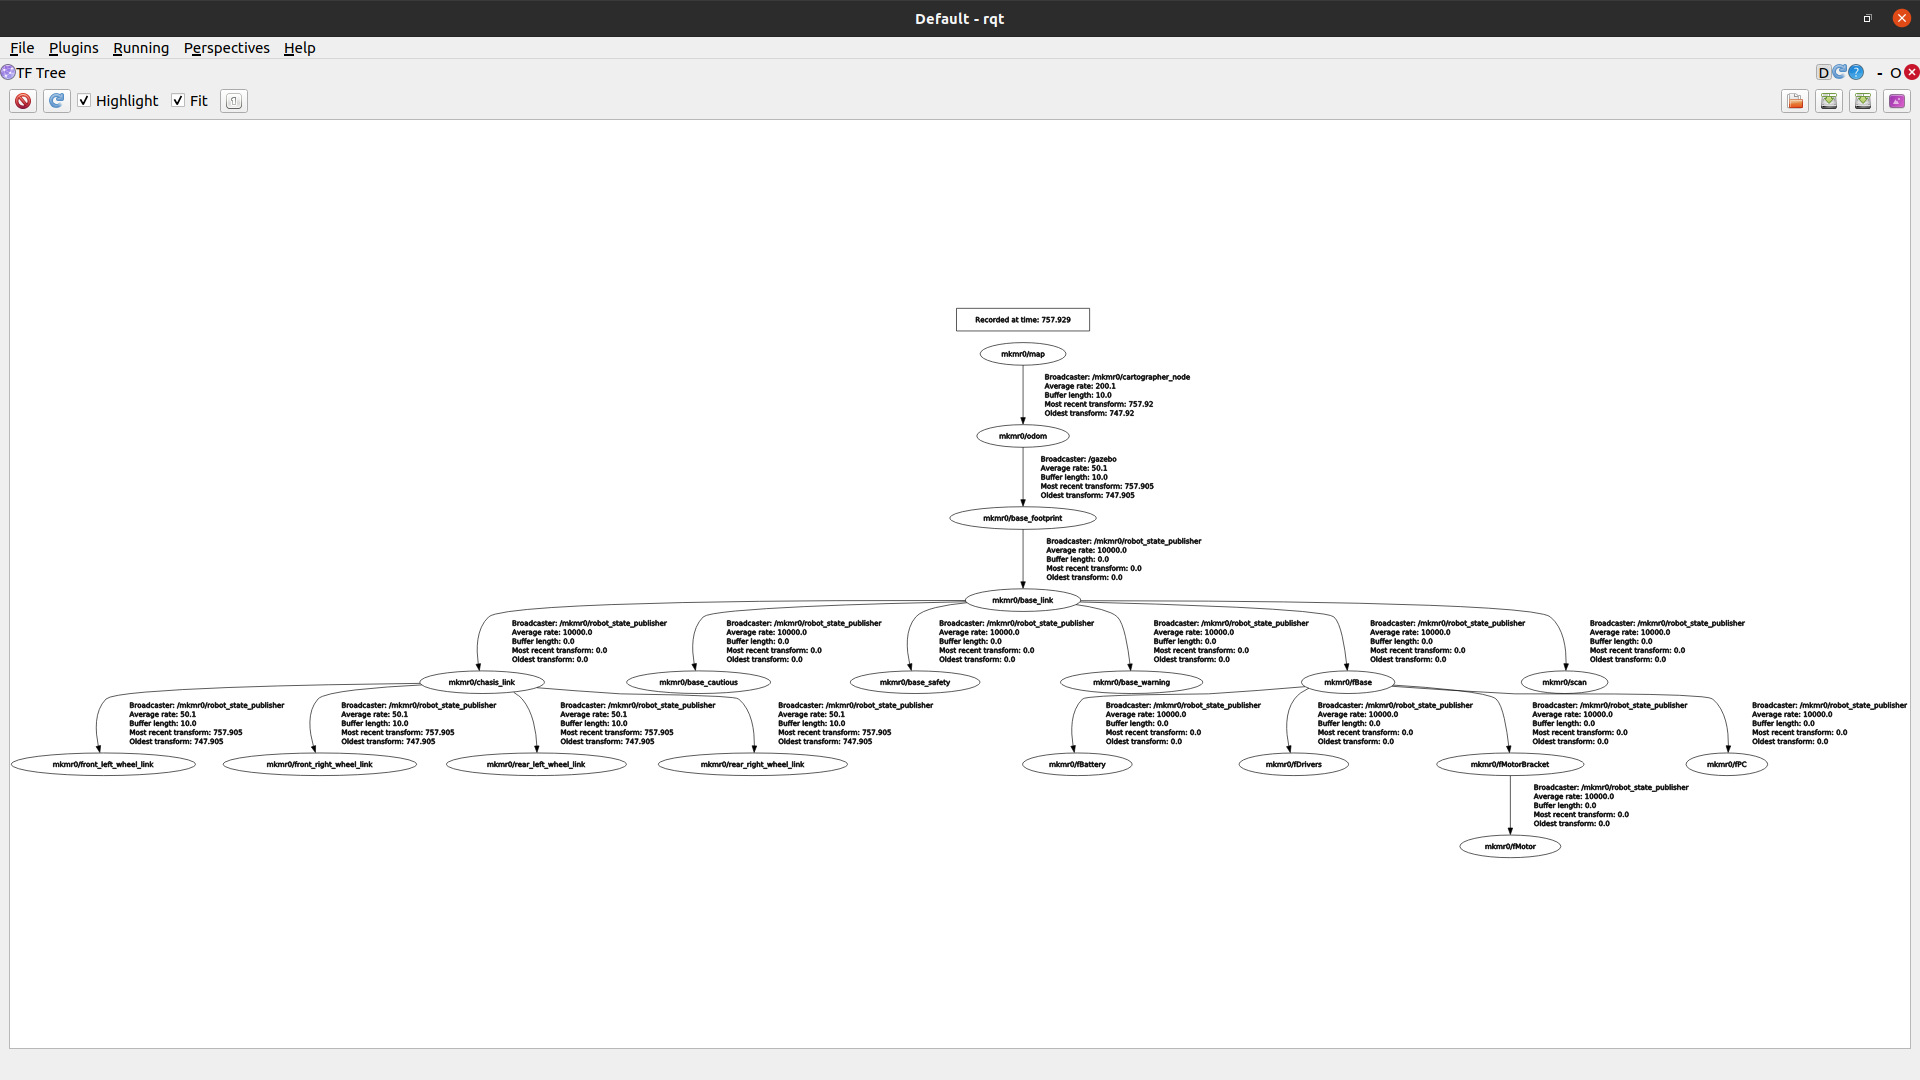 Default - rqt
File Plugins Running Perspectives Help
TF Tree
D
- O
Highlight Fit
Recorded at time: 757.929
mkmr0/map
Broadcaster: /mkmr0/cartographer_node
Average rate: 200.1
Buffer length: 10.0
Most recent transform: 757.92
Oldest transform: 747.92
mkmr0/odom
Broadcaster: /gazebo
Average rate: 50.1
Buffer length: 10.0
Most recent transform: 757.905
Oldest transform: 747.905
mkmr0/base_footprint
Broadcaster: /mkmr0/robot_state_publisher
Average rate: 10000.0
Buffer length: 0.0
Most recent transform: 0.0
Oldest transform: 0.0
mkmr0/base_link
Broadcaster: /mkmr0/robot_state_publisher
Average rate: 10000.0
Buffer length: 0.0
Most recent transform: 0.0
Oldest transform: 0.0
Broadcaster: /mkmr0/robot_state_publisher
Average rate: 10000.0
Buffer length: 0.0
Most recent transform: 0.0
Oldest transform: 0.0
Broadcaster: /mkmr0/robot_state_publisher
Average rate: 10000.0
Buffer length: 0.0
Most recent transform: 0.0
Oldest transform: 0.0
Broadcaster: /mkmr0/robot_state_publisher
Average rate: 10000.0
Buffer length: 0.0
Most recent transform: 0.0
Oldest transform: 0.0
Broadcaster: /mkmr0/robot_state_publisher
Average rate: 10000.0
Buffer length: 0.0
Most recent transform: 0.0
Oldest transform: 0.0
Broadcaster: /mkmr0/robot_state_publisher
Average rate: 10000.0
Buffer length: 0.0
Most recent transform: 0.0
Oldest transform: 0.0
mkmr0/chasis_link
mkmr0/base_cautious
mkmr0/base_safety
mkmr0/base_warning
mkmr0/fBase
mkmr0/scan
Broadcaster: /mkmr0/robot_state_publisher
Average rate: 50.1
Buffer length: 10.0
Most recent transform: 757.905
Oldest transform: 747.905
Broadcaster: /mkmr0/robot_state_publisher
Average rate: 50.1
Buffer length: 10.0
Most recent transform: 757.905
Oldest transform: 747.905
Broadcaster: /mkmr0/robot_state_publisher
Average rate: 50.1
Buffer length: 10.0
Most recent transform: 757.905
Oldest transform: 747.905
Broadcaster: /mkmr0/robot_state_publisher
Average rate: 50.1
Buffer length: 10.0
Most recent transform: 757.905
Oldest transform: 747.905
Broadcaster: /mkmr0/robot_state_publisher
Average rate: 10000.0
Buffer length: 0.0
Most recent transform: 0.0
Oldest transform: 0.0
Broadcaster: /mkmr0/robot_state_publisher
Average rate: 10000.0
Buffer length: 0.0
Most recent transform: 0.0
Oldest transform: 0.0
Broadcaster: /mkmr0/robot_state_publisher
Average rate: 10000.0
Buffer length: 0.0
Most recent transform: 0.0
Oldest transform: 0.0
Broadcaster: /mkmr0/robot_state_publisher
Average rate: 10000.0
Buffer length: 0.0
Most recent transform: 0.0
Oldest transform: 0.0
mkmr0/front_left_wheel_link
mkmr0/front_right_wheel_link
mkmr0/rear_left_wheel_link
mkmr0/rear_right_wheel_link
mkmr0/fBattery
mkmr0/fDrivers
mkmr0/fMotorBracket
mkmr0/fPC
Broadcaster: /mkmr0/robot_state_publisher
Average rate: 10000.0
Buffer length: 0.0
Most recent transform: 0.0
Oldest transform: 0.0
mkmr0/fMotor